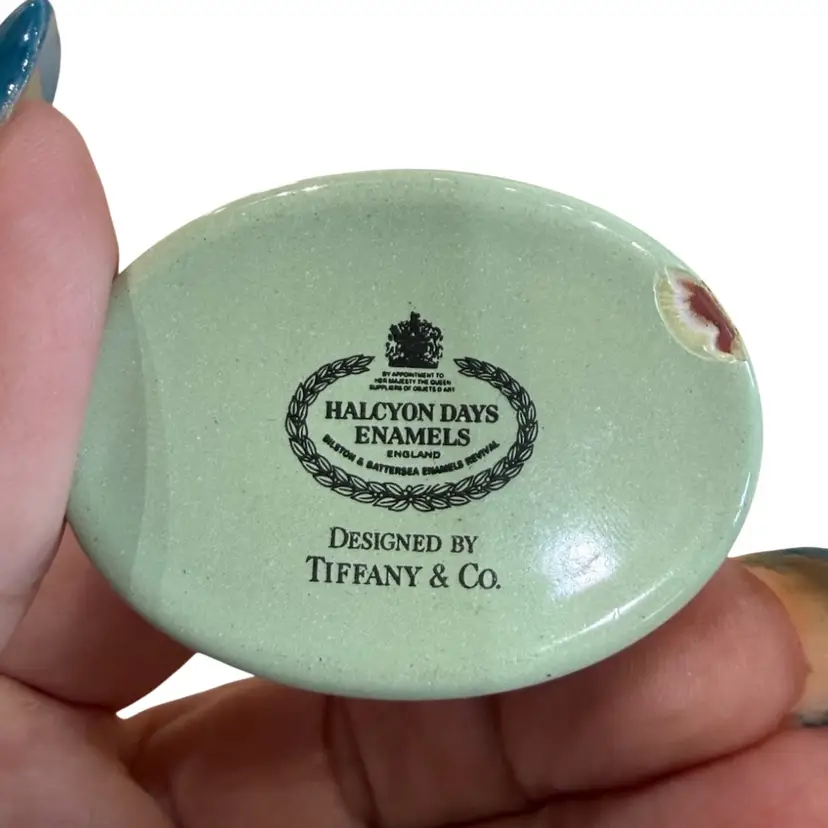 BY APPOINTMENT TO
HER MAJESTY THE QUEEN
SUPPLIERS OF OBJETS D'ART
HALCYON DAYS
ENAMELS
ENGLAND
BILSTON & BATTERSEA ENAMELS REVIVAL
DESIGNED BY
TIFFANY & CO.